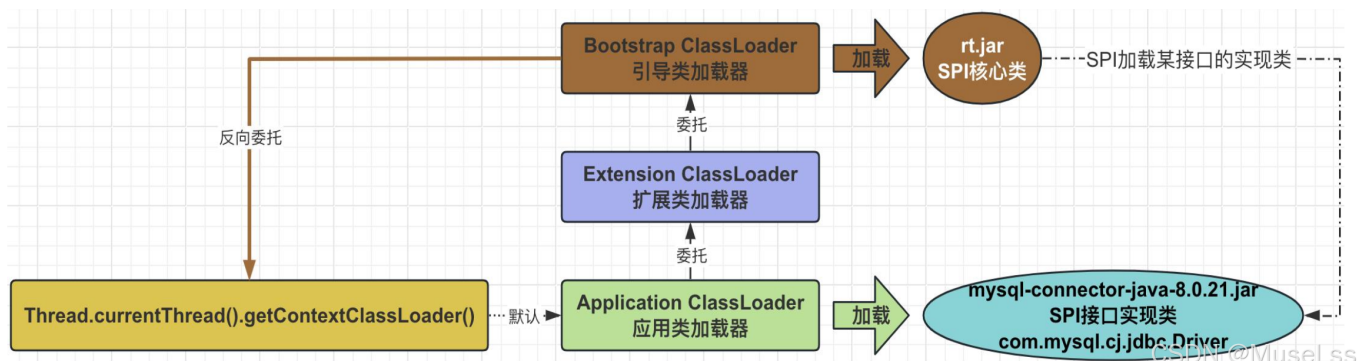 Bootstrap ClassLoader
引导类加载器
加载
rt.jar
SPI核心类
SPI加载某接口的实现类
反向委托
委托
Extension ClassLoader
扩展类加载器
委托
Thread.currentThread().getContextClassLoader()
默认
Application ClassLoader
应用类加载器
加载
mysql-connector-java-8.0.21.jar
SPI接口实现类
com.mysql.cj.jdbc.Driver
CSDN @MuseLss